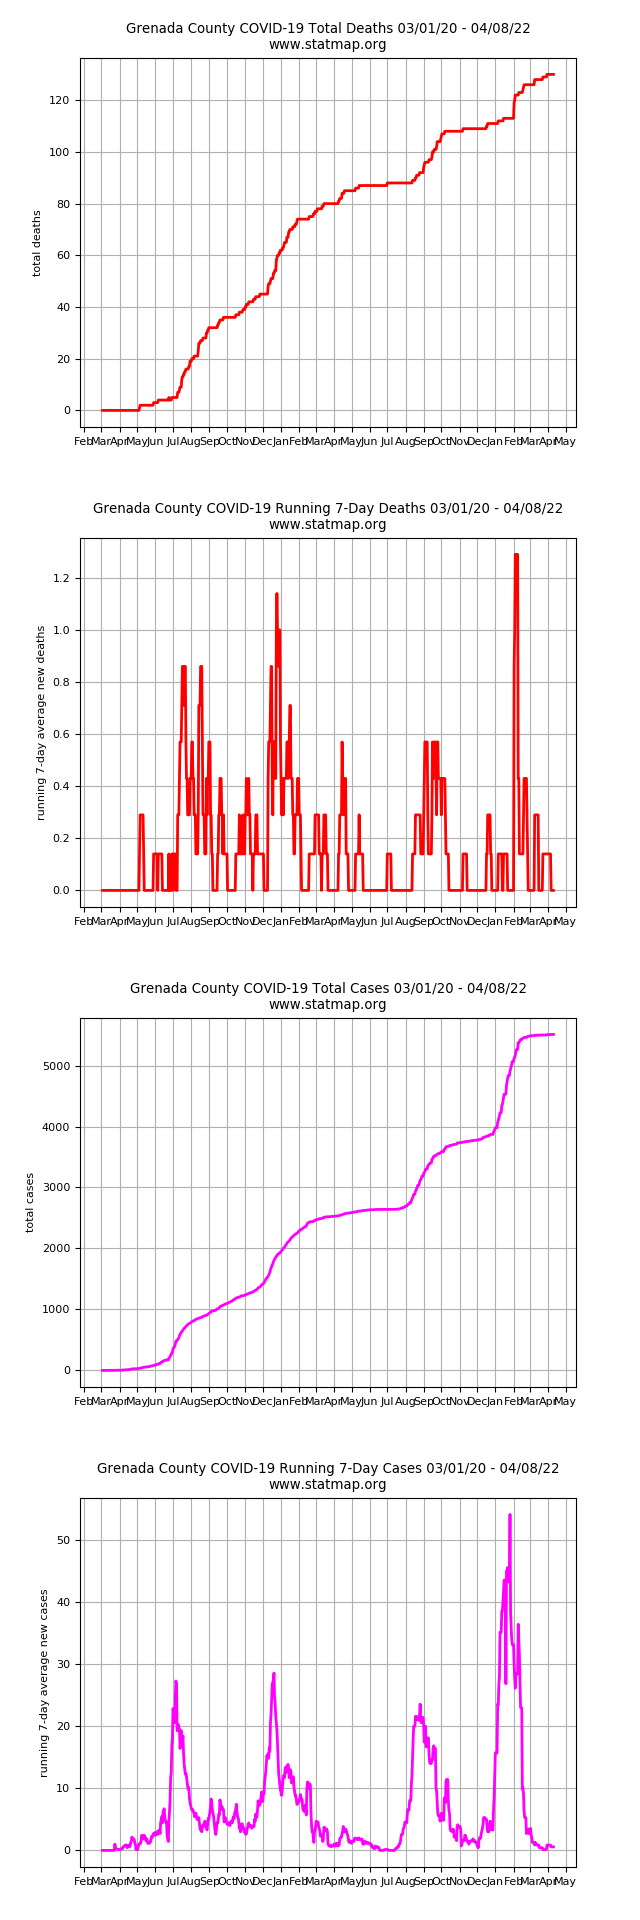 Grenada County COVID-19 Total Deaths 03/01/20 - 04/08/22
www.statmap.org
total deaths
120
100
80
60
40
20
0
Feb Mar Apr May Jun Jul Aug Sep Oct Nov Dec Jan Feb Mar Apr May Jun Jul Aug Sep Oct Nov Dec Jan Feb Mar Apr May
Grenada County COVID-19 Running 7-Day Deaths 03/01/20 - 04/08/22
www.statmap.org
running 7-day average new deaths
1.2
1.0
0.8
0.6
0.4
0.2
0.0
Feb Mar Apr May Jun Jul Aug Sep Oct Nov Dec Jan Feb Mar Apr May Jun Jul Aug Sep Oct Nov Dec Jan Feb Mar Apr May
Grenada County COVID-19 Total Cases 03/01/20 - 04/08/22
www.statmap.org
total cases
5000
4000
3000
2000
1000
0
Feb Mar Apr May Jun Jul Aug Sep Oct Nov Dec Jan Feb Mar Apr May Jun Jul Aug Sep Oct Nov Dec Jan Feb Mar Apr May
Grenada County COVID-19 Running 7-Day Cases 03/01/20 - 04/08/22
www.statmap.org
running 7-day average new cases
50
40
30
20
10
0
Feb Mar Apr May Jun Jul Aug Sep Oct Nov Dec Jan Feb Mar Apr May Jun Jul Aug Sep Oct Nov Dec Jan Feb Mar Apr May